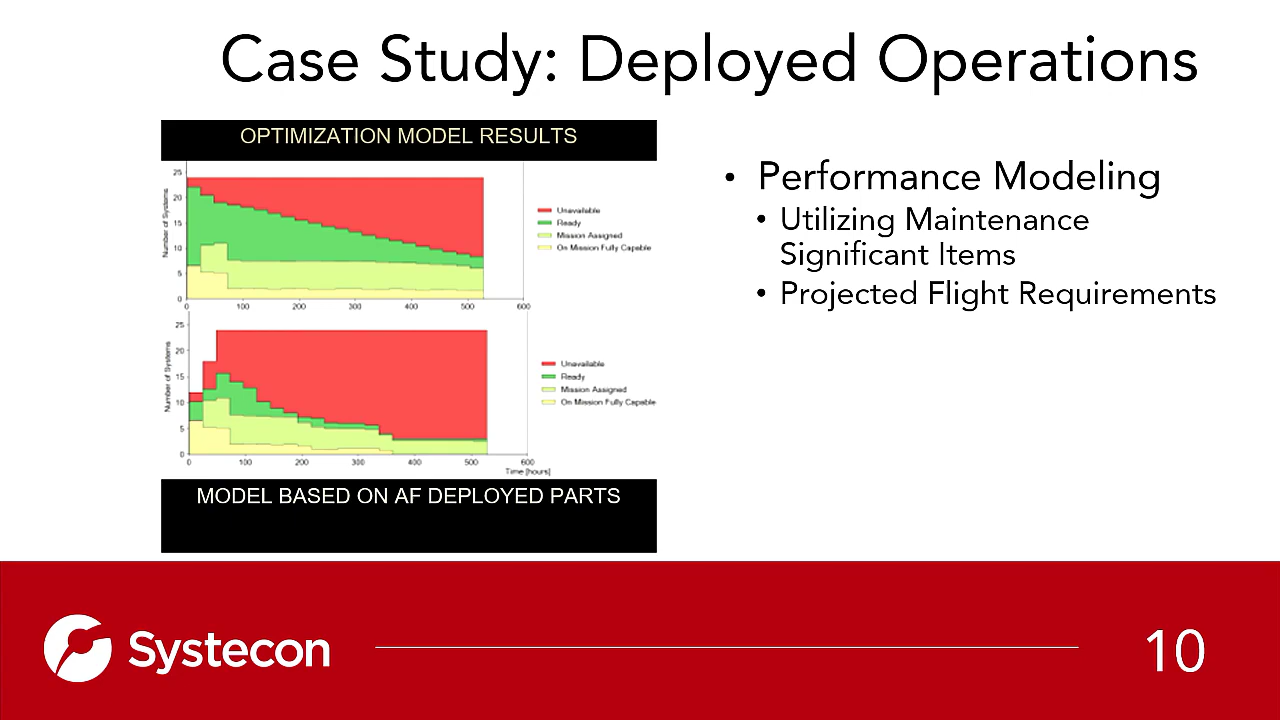 Case Study: Deployed Operations
OPTIMIZATION MODEL RESULTS
25
20
15
10
5
0
Number of Systems
0 100 200 300 400 500 600
Unavailable
Ready
Mission Assigned
On Mission Fully Capable
25
20
15
10
5
0
Number of Systems
0 100 200 300 400 500 600
Time [hours]
Unavailable
Ready
Mission Assigned
On Mission Fully Capable
MODEL BASED ON AF DEPLOYED PARTS
• Performance Modeling
• Utilizing Maintenance
Significant Items
• Projected Flight Requirements
Systecon
10